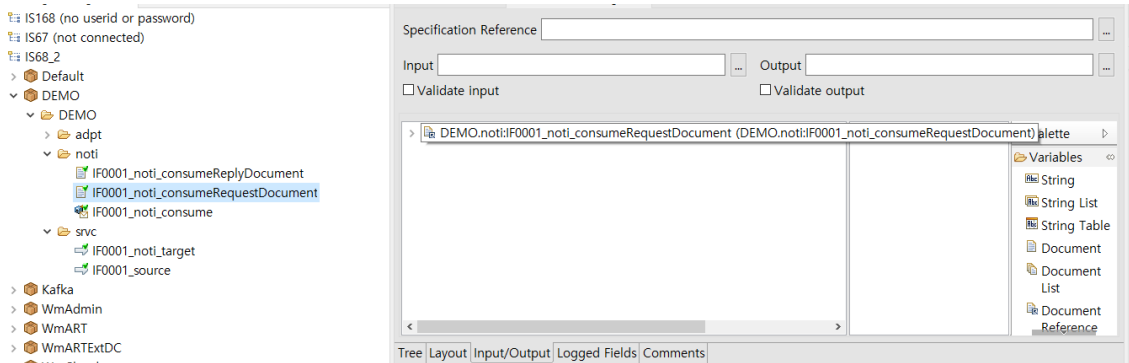 IS168 (no userid or password)
IS67 (not connected)
IS68_2
Default
DEMO
DEMO
adpt
noti
IF0001_noti_consumeReplyDocument
IF0001_noti_consumeRequestDocument
IF0001_noti_consume
srvc
IF0001_noti_target
IF0001_source
Kafka
WmAdmin
WmART
WmARTExtDC
Specification Reference
...
Input
...
Output
...
Validate input
Validate output
DEMO.noti:IF0001_noti_consumeRequestDocument (DEMO.noti:IF0001_noti_consumeRequestDocument)
alette
Variables
String
String List
String Table
Document
Document
List
Document
Reference
Tree Layout Input/Output Logged Fields Comments